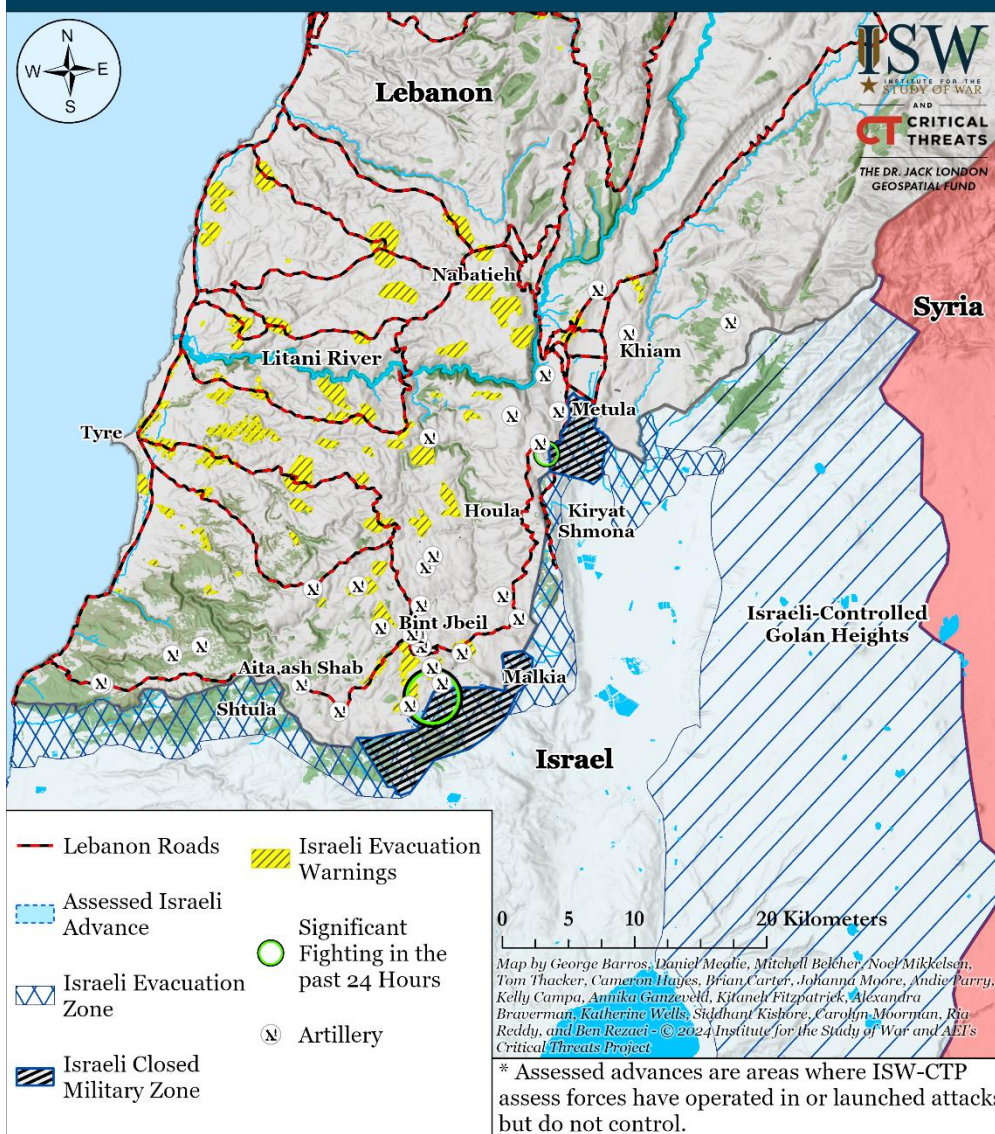 N
W E
S
ISW
INSTITUTE FOR THE
STUDY OF WAR
AND
CT CRITICAL
THREATS
THE DR. JACK LONDON
GEOSPATIAL FUND
Lebanon
Syria
Nabatieh
Khiam
Litani River
Metula
Tyre
Houla
Kiryat
Shmona
Bint Jbeil
Israeli-Controlled
Golan Heights
Aita ash Shab
Malkia
Shtula
Israel
Lebanon Roads
Assessed Israeli
Advance
Israeli Evacuation
Zone
Israeli Closed
Military Zone
Israeli Evacuation
Warnings
Significant
Fighting in the
past 24 Hours
Artillery
0 5 10 20 Kilometers
Map by George Barros, Daniel Mealie, Mitchell Belcher, Noel Mikkelsen,
Tom Thacker, Cameron Hayes, Brian Carter, Johanna Moore, Andie Parry,
Kelly Campa, Annika Ganzeveld, Kitaneh Fitzpatrick, Alexandra
Braverman, Katherine Wells, Siddhant Kishore, Carolyn Moorman, Ria
Reddy, and Ben Rezaei - © 2024 Institute for the Study of War and AEI's
Critical Threats Project
* Assessed advances are areas where ISW-CTP
assess forces have operated in or launched attacks
but do not control.